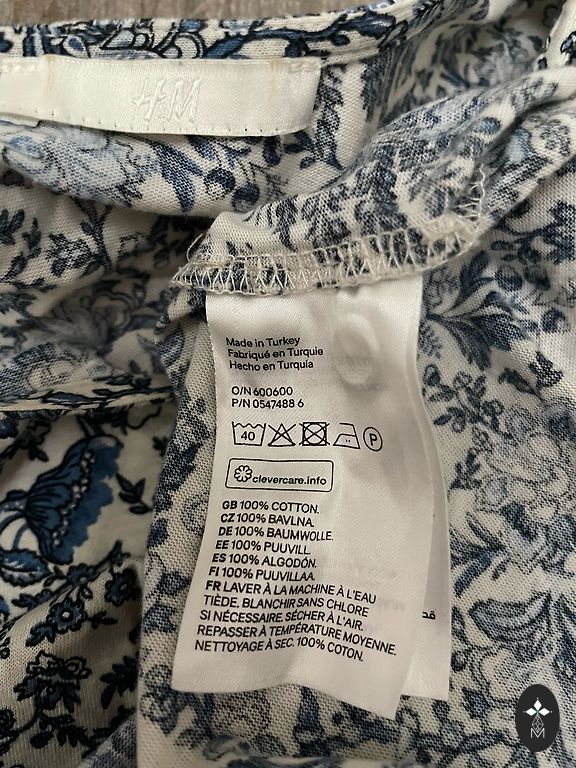 H&M
Made in Turkey
Fabriqué en Turquie
Hecho en Turquía
O/N 600600
P/N 0547488 6
40 P
clevercare.info
GB 100% COTTON.
CZ 100% BAVLNA.
DE 100% BAUMWOLLE.
EE 100% PUUVILL.
ES 100% ALGODÓN.
FI 100% PUUVILLAA.
FR LAVER À LA MACHINE À L'EAU
TIÈDE. BLANCHIR SANS CHLORE
SI NÉCESSAIRE. SÉCHER À L'AIR.
REPASSER À TEMPÉRATURE MOYENNE.
NETTOYAGE À SEC. 100% COTON.
M